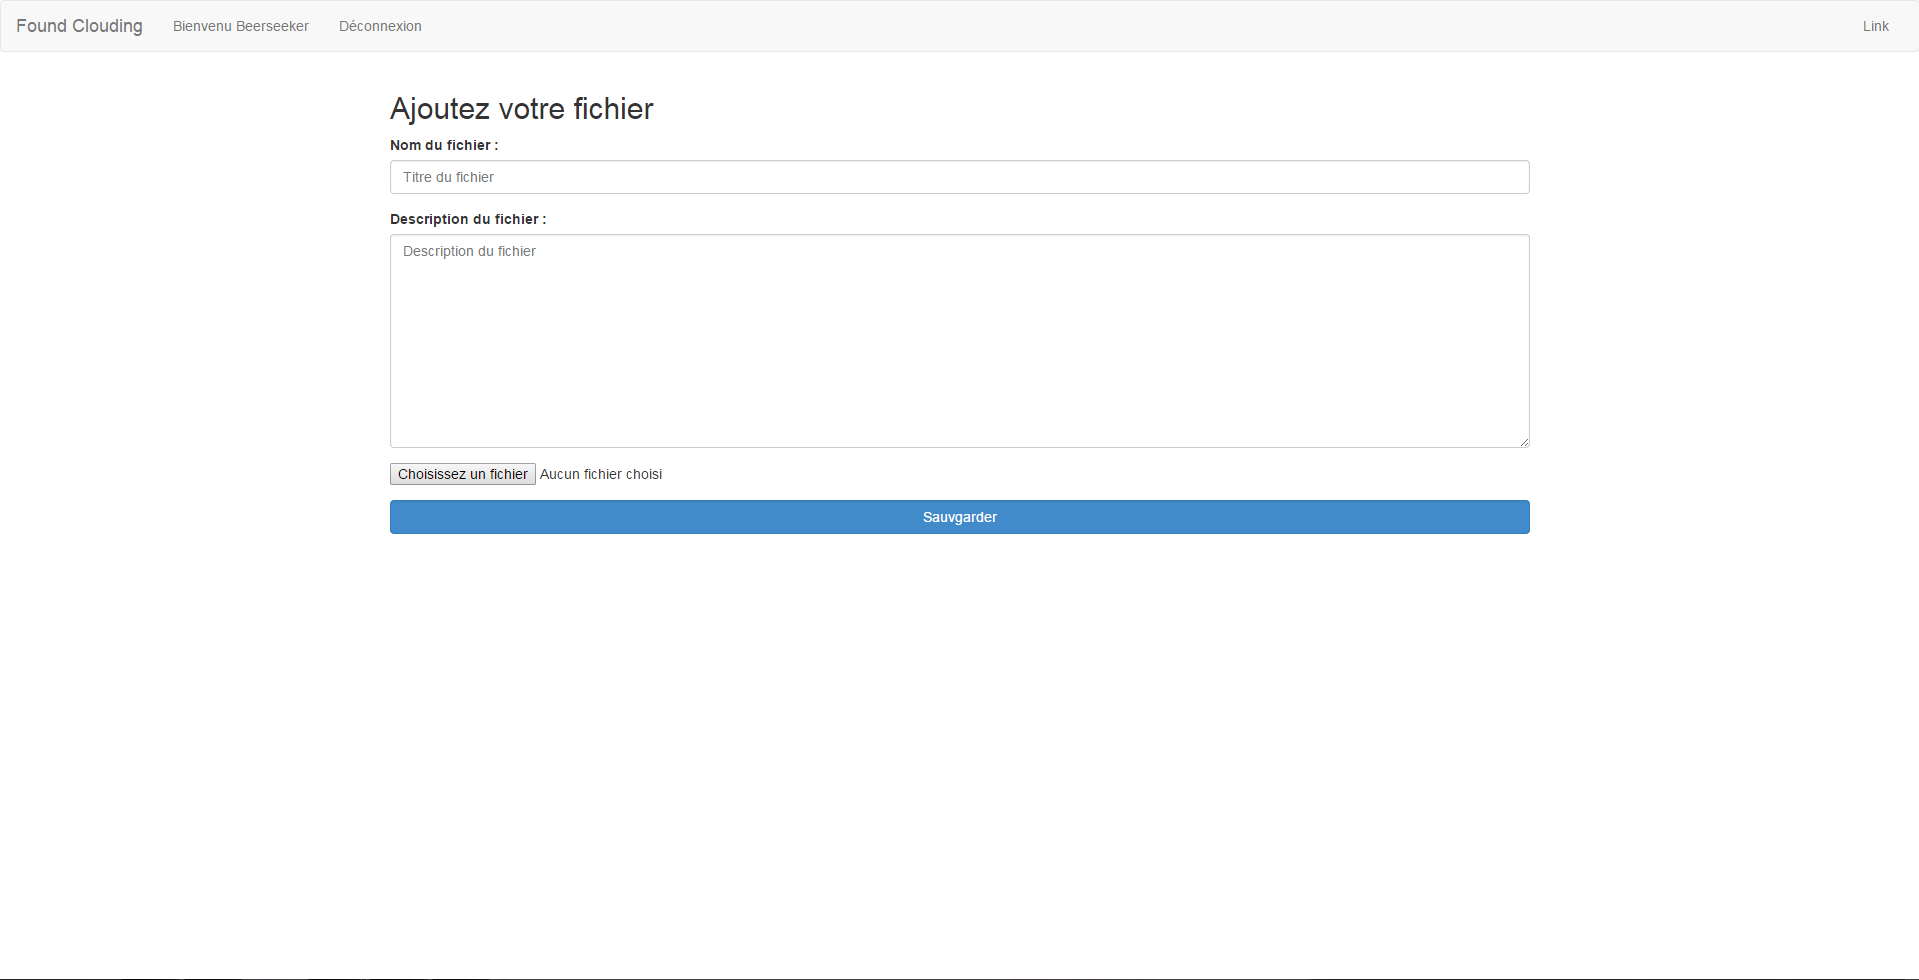 Found Clouding Bienvenu Beerseeker Déconnexion Link
Ajoutez votre fichier
Nom du fichier :
Titre du fichier
Description du fichier :
Description du fichier
Choisissez un fichier Aucun fichier choisi
Sauvgarder